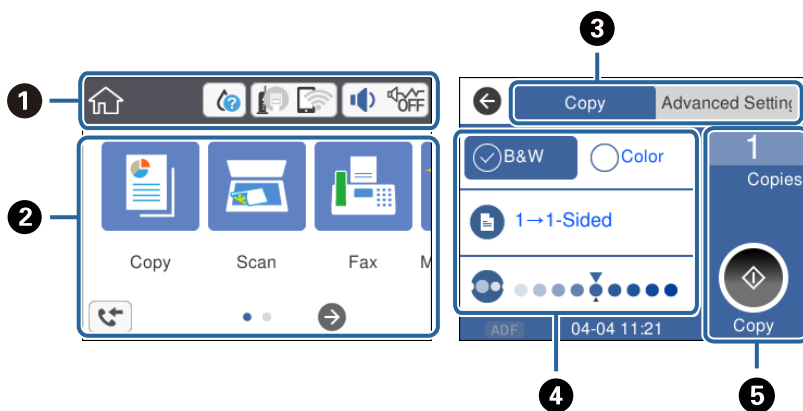 3
1
OFF
Copy
Advanced Setting
B&W
Color
1
Copies
1→1-Sided
2
Copy
Scan
Fax
M
ADF
04-04 11:21
Copy
4
5